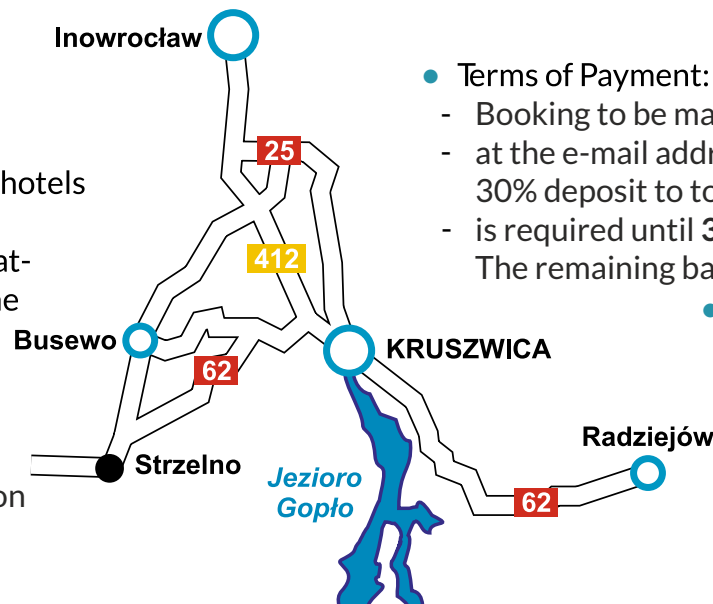 Inowrocław
25
hotels
at-
ne
412
Busewo
62
KRUSZWICA
Strzelno
on
Jezioro
Gopło
Radziejów
62
● Terms of Payment:
- Booking to be ma
- at the e-mail addr
30% deposit to to
- is required until 3
The remaining ba
●